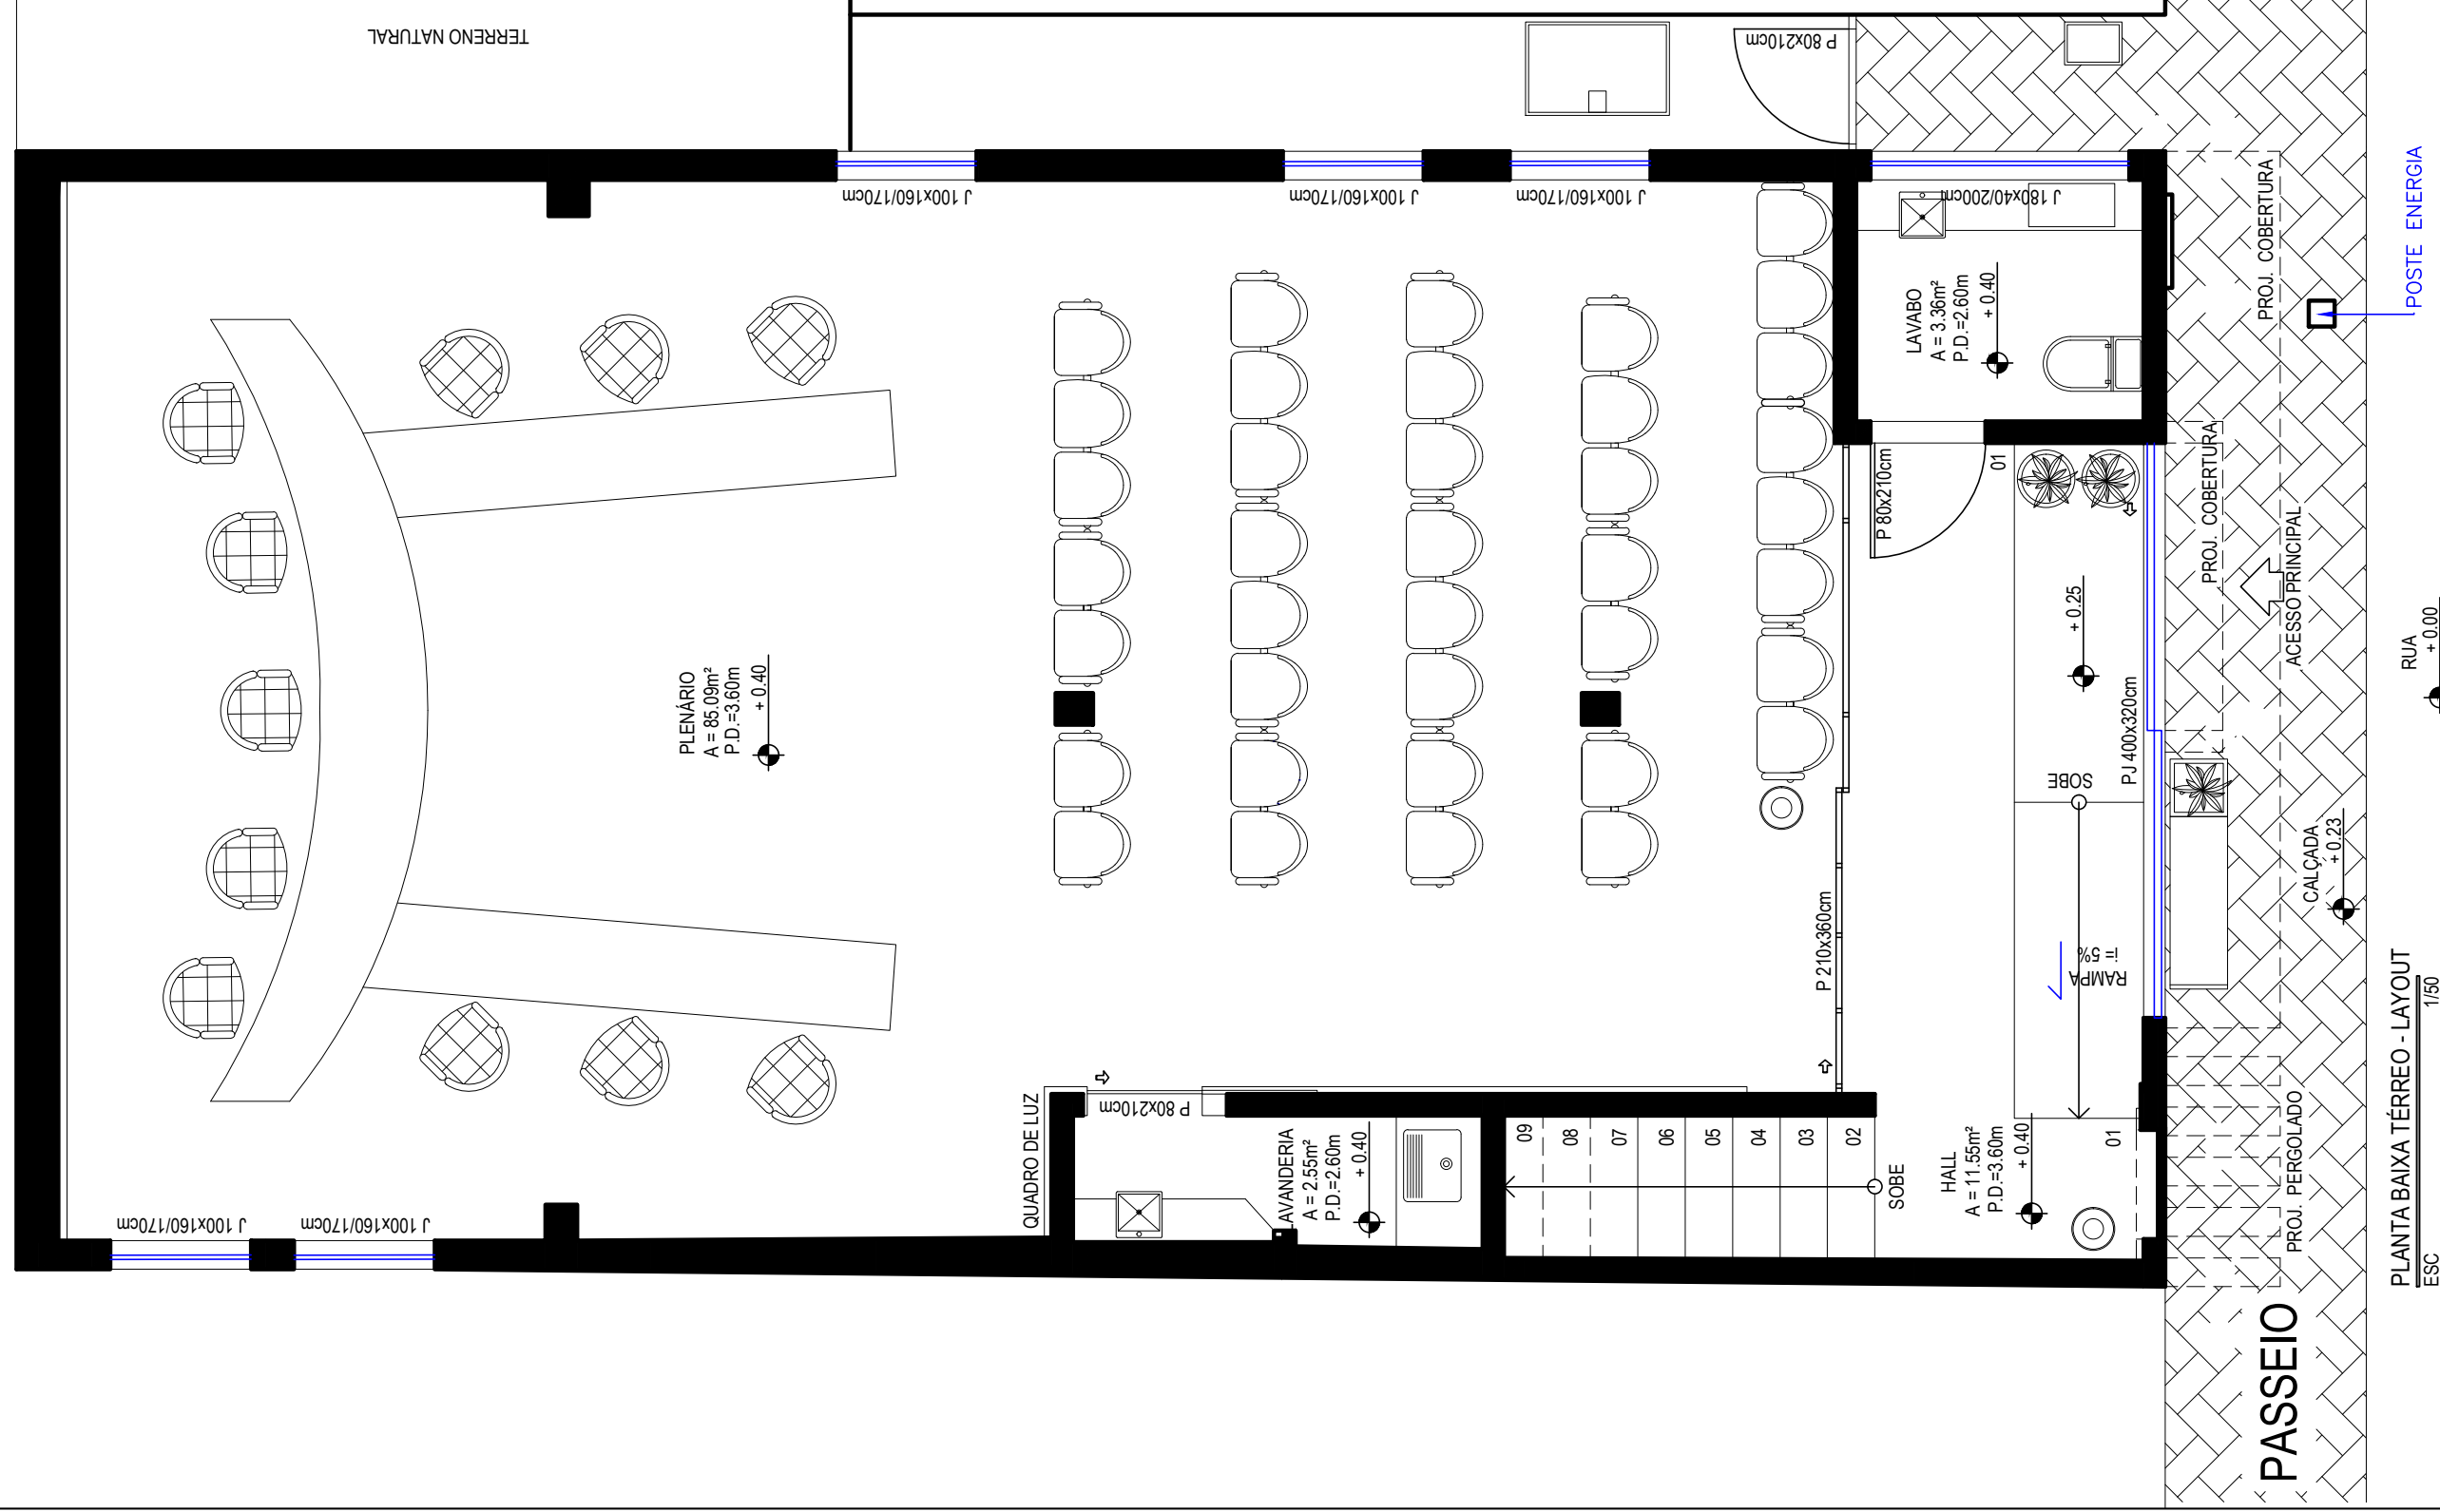 TERRENO NATURAL
P 80x210cm
J 100x160/170cm
J 100x160/170cm
J 100x160/170cm
J 180x40/200cm
LAVABO
A = 3.36m²
P.D.=2.60m
+ 0.40
PROJ. COBERTURA
POSTE ENERGIA
P 80x210cm
01
PROJ. COBERTURA
ACESSO PRINCIPAL
+ 0.25
RUA
+ 0.00
PLENÁRIO
A = 85.09m²
P.D.=3.60m
+ 0.40
PJ 400x320cm
SOBE
CALÇADA
+ 0.23
P 210x360cm
RAMPA
i= 5%
QUADRO DE LUZ
P 80x210cm
LAVANDERIA
A = 2.55m²
P.D.=2.60m
+ 0.40
09
08
07
06
05
04
03
02
SOBE
HALL
A = 11.55m²
P.D.=3.60m
+ 0.40
01
PROJ. PERGOLADO
J 100x160/170cm
J 100x160/170cm
PASSEIO
PLANTA BAIXA TÉRREO - LAYOUT
ESC 1/50